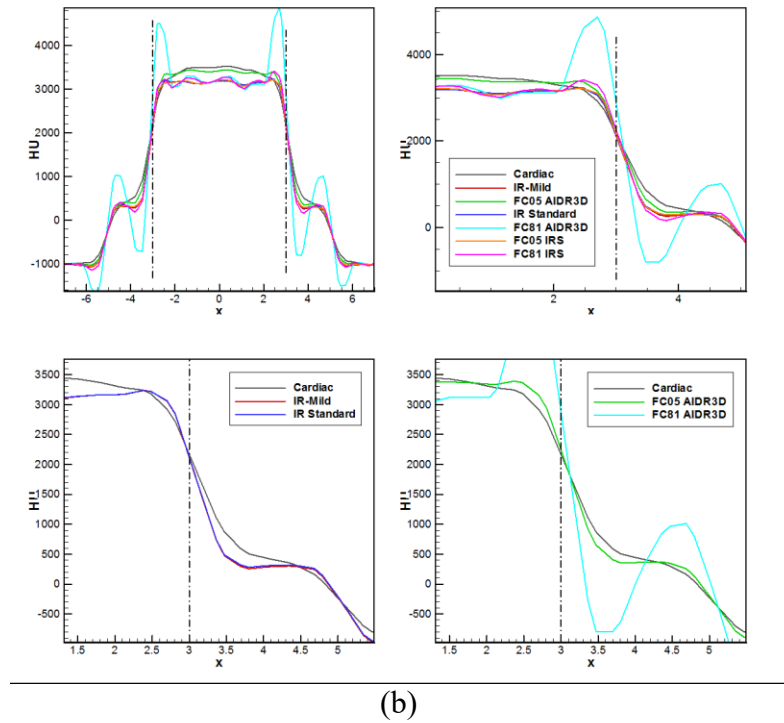 4000
3000
2000
HU
1000
0
-1000
-6 -4 -2 0 2 4 6
x
4000
HU
2000
0
Cardiac
IR-Mild
FC05 AIDR3D
IR Standard
FC81 AIDR3D
FC05 IRS
FC81 IRS
2 4
x
3500
3000
2500
2000
HU
1500
1000
500
0
-500
Cardiac
IR-Mild
IR Standard
1.5 2 2.5 3 3.5 4 4.5 5
x
3500
3000
2500
2000
HU
1500
1000
500
0
-500
Cardiac
FC05 AIDR3D
FC81 AIDR3D
1.5 2 2.5 3 3.5 4 4.5 5
x
(b)